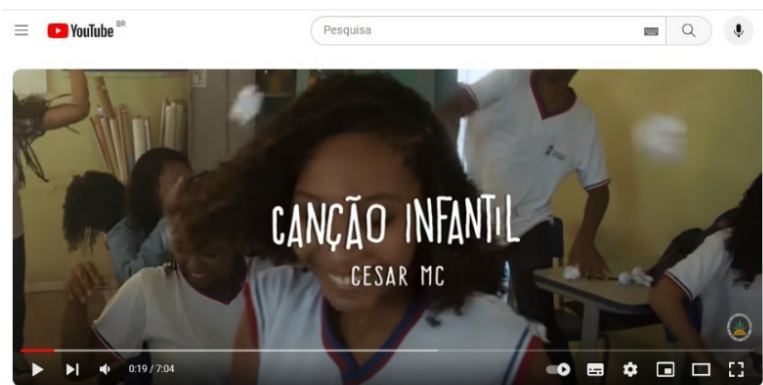 YouTube BR
Pesquisa
CANÇÃO INFANTIL
CESAR MC
0:19 / 7:04